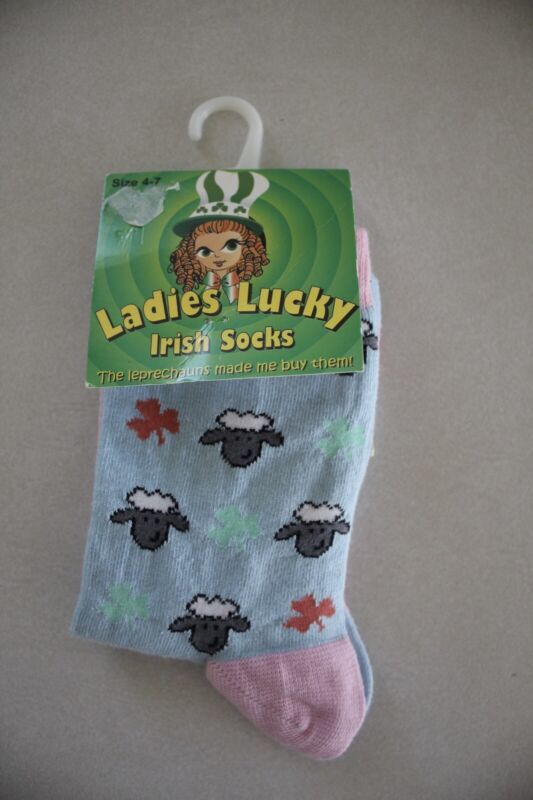 Size 4-7
Ladies Lucky
Irish Socks
The leprechauns made me buy them!